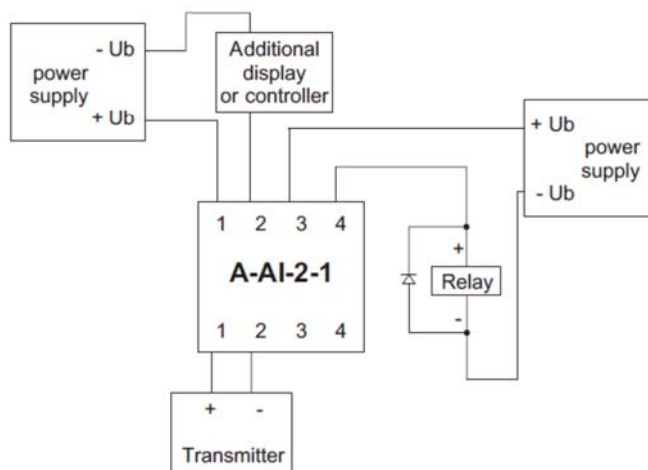 - Ub
power
supply
+ Ub
Additional
display
or controller
+ Ub
power
supply
- Ub
1 2 3 4
A-AI-2-1
1 2 3 4
+
Relay
-
+ -
Transmitter